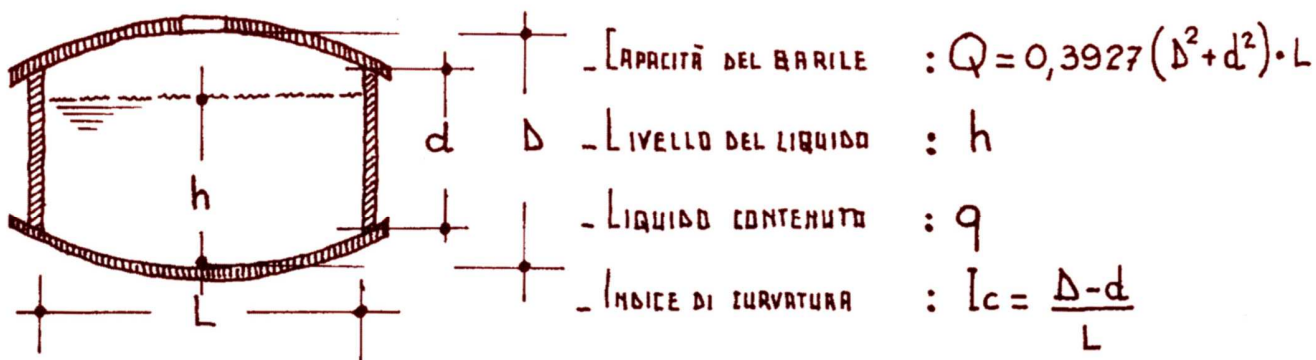 - CAPACITÀ DEL BARILE : Q = 0,3927 (D² + d²) · L
- LIVELLO DEL LIQUIDO : h
- LIQUIDO CONTENUTO : q
- INDICE DI CURVATURA : Ic = (D-d)/L
d
D
h
L